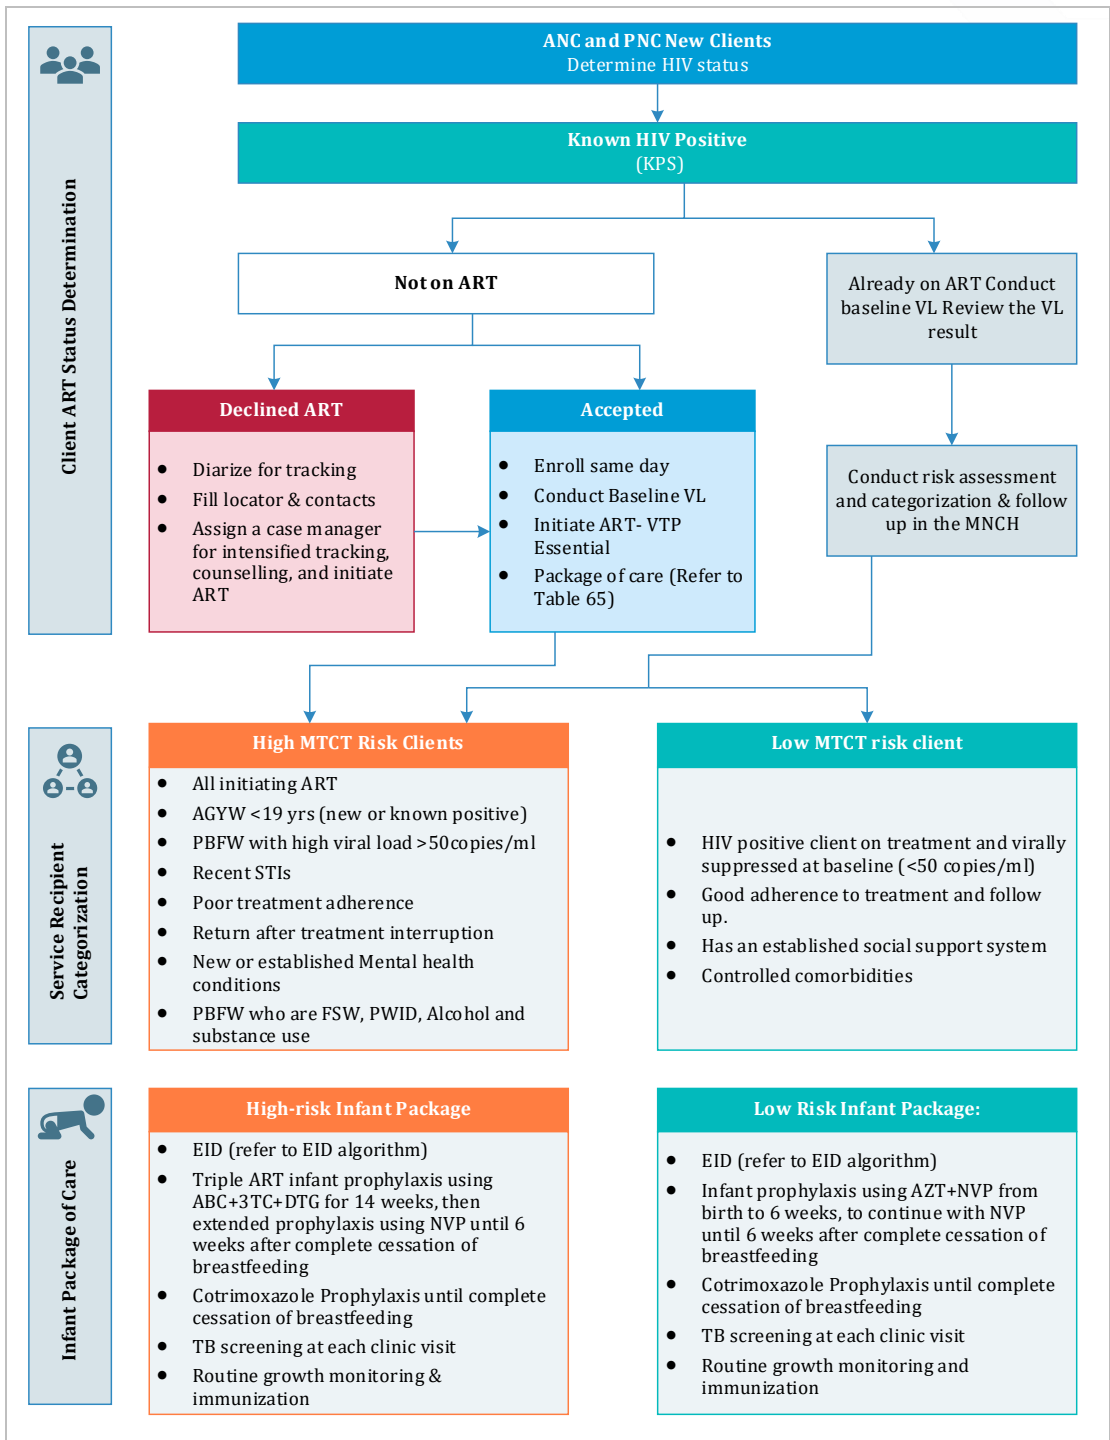 ANC and PNC New Clients
Determine HIV status
Known HIV Positive
(KPS)
Client ART Status Determination
Not on ART
Already on ART Conduct
baseline VL Review the VL
result
Declined ART
● Diarize for tracking
● Fill locator & contacts
● Assign a case manager
for intensified tracking,
counselling, and initiate
ART
Accepted
● Enroll same day
● Conduct Baseline VL
● Initiate ART- VTP
Essential
● Package of care (Refer to
Table 65)
Conduct risk assessment
and categorization & follow
up in the MNCH
Service Recipient
Categorization
High MTCT Risk Clients
● All initiating ART
● AGYW <19 yrs (new or known positive)
● PBFW with high viral load >50copies/ml
● Recent STIs
● Poor treatment adherence
● Return after treatment interruption
● New or established Mental health
conditions
● PBFW who are FSW, PWID, Alcohol and
substance use
Low MTCT risk client
● HIV positive client on treatment and virally
suppressed at baseline (<50 copies/ml)
● Good adherence to treatment and follow
up.
● Has an established social support system
● Controlled comorbidities
Infant Package of Care
High-risk Infant Package
● EID (refer to EID algorithm)
● Triple ART infant prophylaxis using
ABC+3TC+DTG for 14 weeks, then
extended prophylaxis using NVP until 6
weeks after complete cessation of
breastfeeding
● Cotrimoxazole Prophylaxis until complete
cessation of breastfeeding
● TB screening at each clinic visit
● Routine growth monitoring &
immunization
Low Risk Infant Package:
● EID (refer to EID algorithm)
● Infant prophylaxis using AZT+NVP from
birth to 6 weeks, to continue with NVP
until 6 weeks after complete cessation of
breastfeeding
● Cotrimoxazole Prophylaxis until complete
cessation of breastfeeding
● TB screening at each clinic visit
● Routine growth monitoring and
immunization